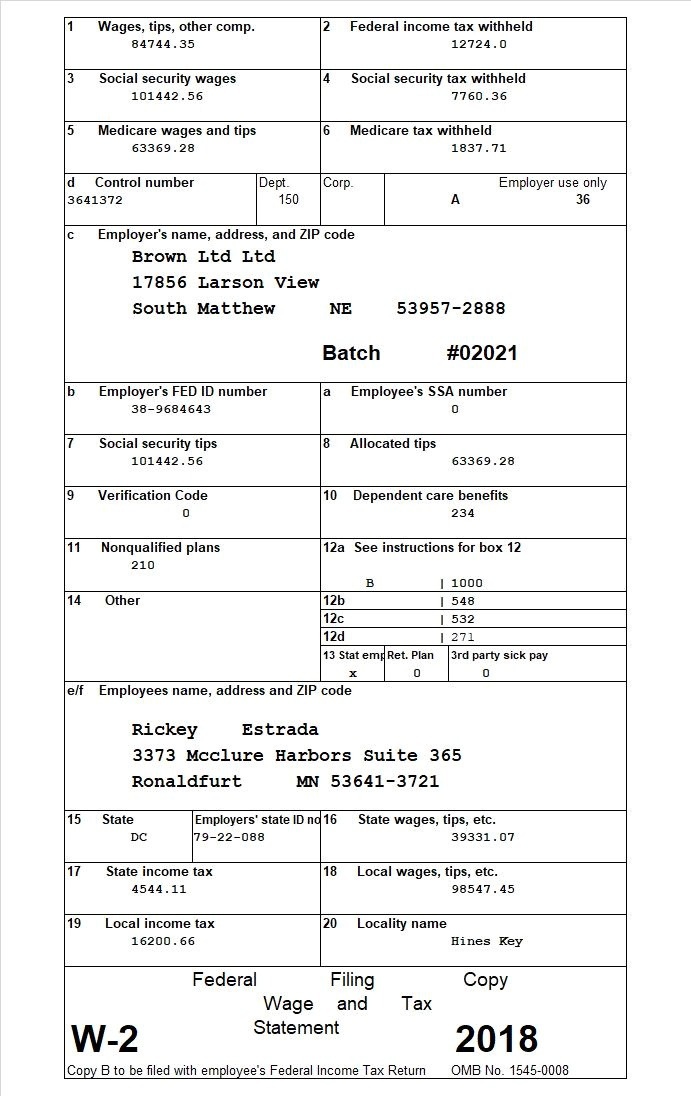 1 Wages, tips, other comp. 2 Federal income tax withheld
84744.35 12724.0
3 Social security wages 4 Social security tax withheld
101442.56 7760.36
5 Medicare wages and tips 6 Medicare tax withheld
63369.28 1837.71
d Control number Dept. Corp. Employer use only
3641372 150 A 36
c Employer's name, address, and ZIP code
Brown Ltd Ltd
17856 Larson View
South Matthew NE 53957-2888
Batch #02021
b Employer's FED ID number a Employee's SSA number
38-9684643 0
7 Social security tips 8 Allocated tips
101442.56 63369.28
9 Verification Code 10 Dependent care benefits
0 234
11 Nonqualified plans 12a See instructions for box 12
210
B | 1000
14 Other 12b | 548
12c | 532
12d | 271
13 Stat emp Ret. Plan 3rd party sick pay
x 0 0
e/f Employees name, address and ZIP code
Rickey Estrada
3373 Mcclure Harbors Suite 365
Ronaldfurt MN 53641-3721
15 State Employers' state ID no 16 State wages, tips, etc.
DC 79-22-088 39331.07
17 State income tax 18 Local wages, tips, etc.
4544.11 98547.45
19 Local income tax 20 Locality name
16200.66 Hines Key
Federal Filing Copy
Wage and Tax
Statement
W-2 2018
Copy B to be filed with employee's Federal Income Tax Return OMB No. 1545-0008